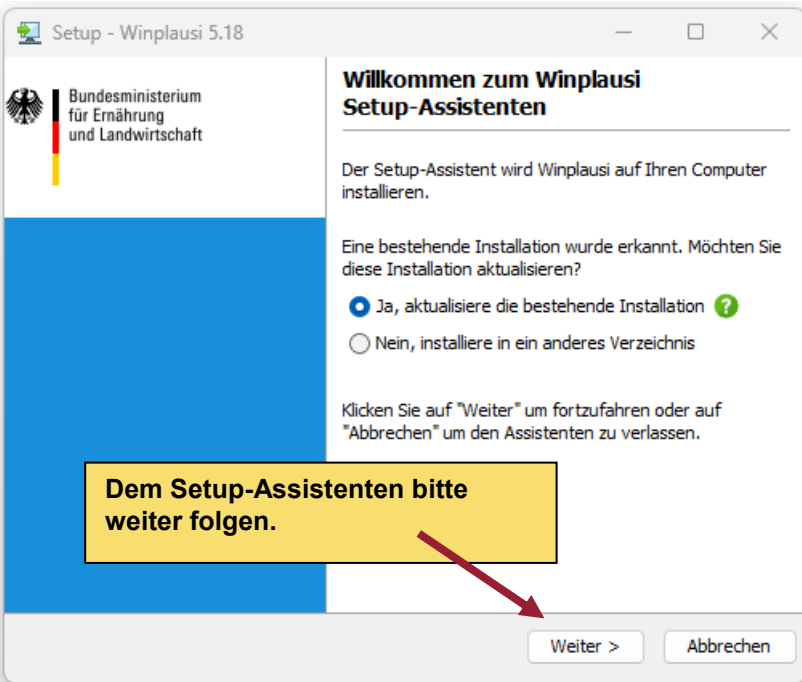 Setup - Winplausi 5.18
Bundesministerium
für Ernährung
und Landwirtschaft
Willkommen zum Winplausi
Setup-Assistenten
Der Setup-Assistent wird Winplausi auf Ihren Computer
installieren.
Eine bestehende Installation wurde erkannt. Möchten Sie
diese Installation aktualisieren?
Ja, aktualisiere die bestehende Installation ?
Nein, installiere in ein anderes Verzeichnis
Klicken Sie auf "Weiter" um fortzufahren oder auf
"Abbrechen" um den Assistenten zu verlassen.
Dem Setup-Assistenten bitte
weiter folgen.
Weiter > Abbrechen